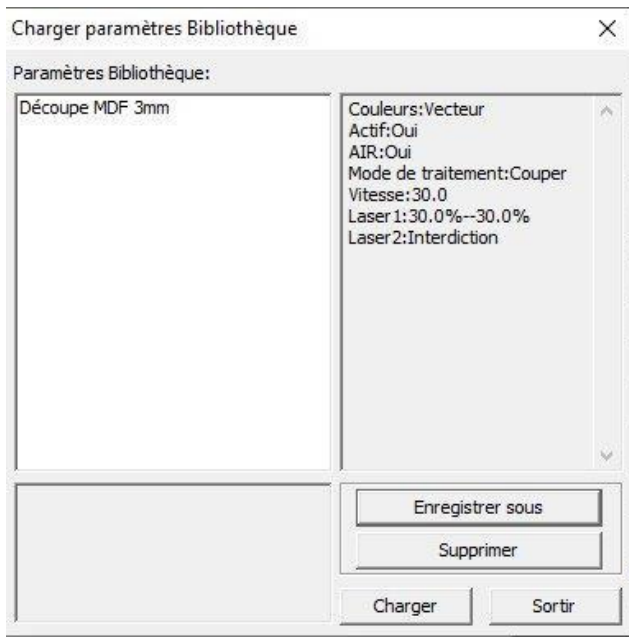 Charger paramètres Bibliothèque
Paramètres Bibliothèque:
Découpe MDF 3mm
Couleurs:Vecteur
Actif:Oui
AIR:Oui
Mode de traitement:Couper
Vitesse:30.0
Laser1:30.0%--30.0%
Laser2:Interdiction
Enregistrer sous
Supprimer
Charger
Sortir